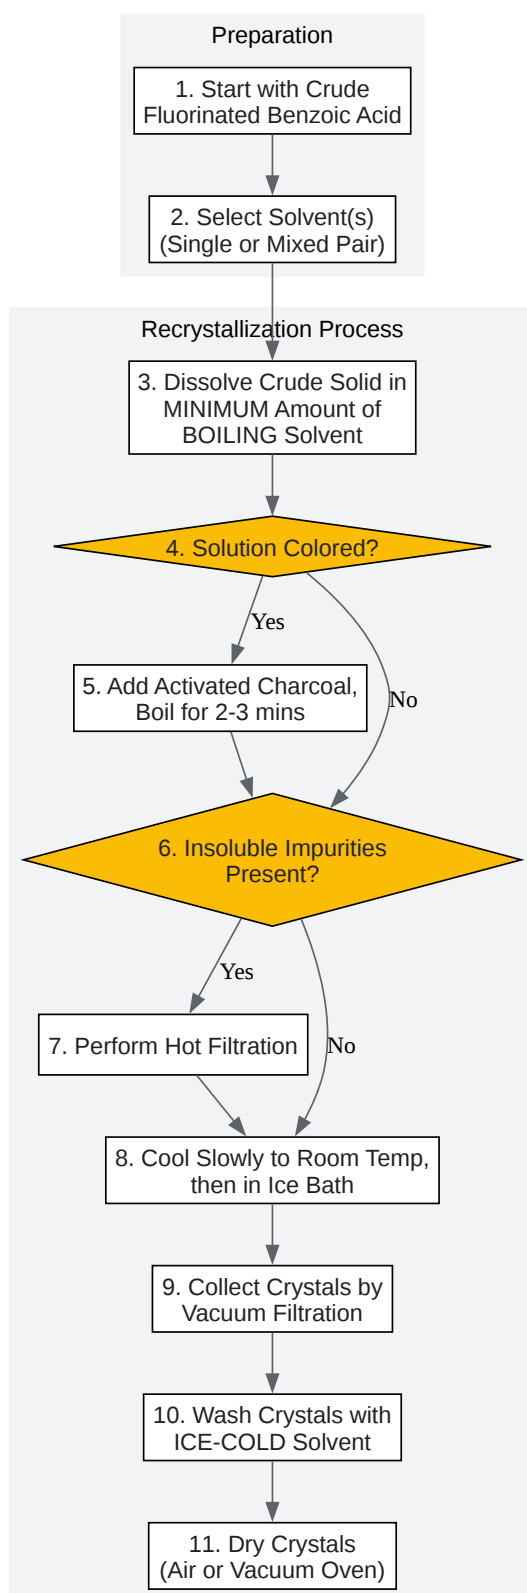 Preparation
1. Start with Crude
Fluorinated Benzoic Acid
2. Select Solvent(s)
(Single or Mixed Pair)
Recrystallization Process
3. Dissolve Crude Solid in
MINIMUM Amount of
BOILING Solvent
4. Solution Colored?
Yes
No
5. Add Activated Charcoal,
Boil for 2-3 mins
6. Insoluble Impurities
Present?
Yes
No
7. Perform Hot Filtration
8. Cool Slowly to Room Temp,
then in Ice Bath
9. Collect Crystals by
Vacuum Filtration
10. Wash Crystals with
ICE-COLD Solvent
11. Dry Crystals
(Air or Vacuum Oven)